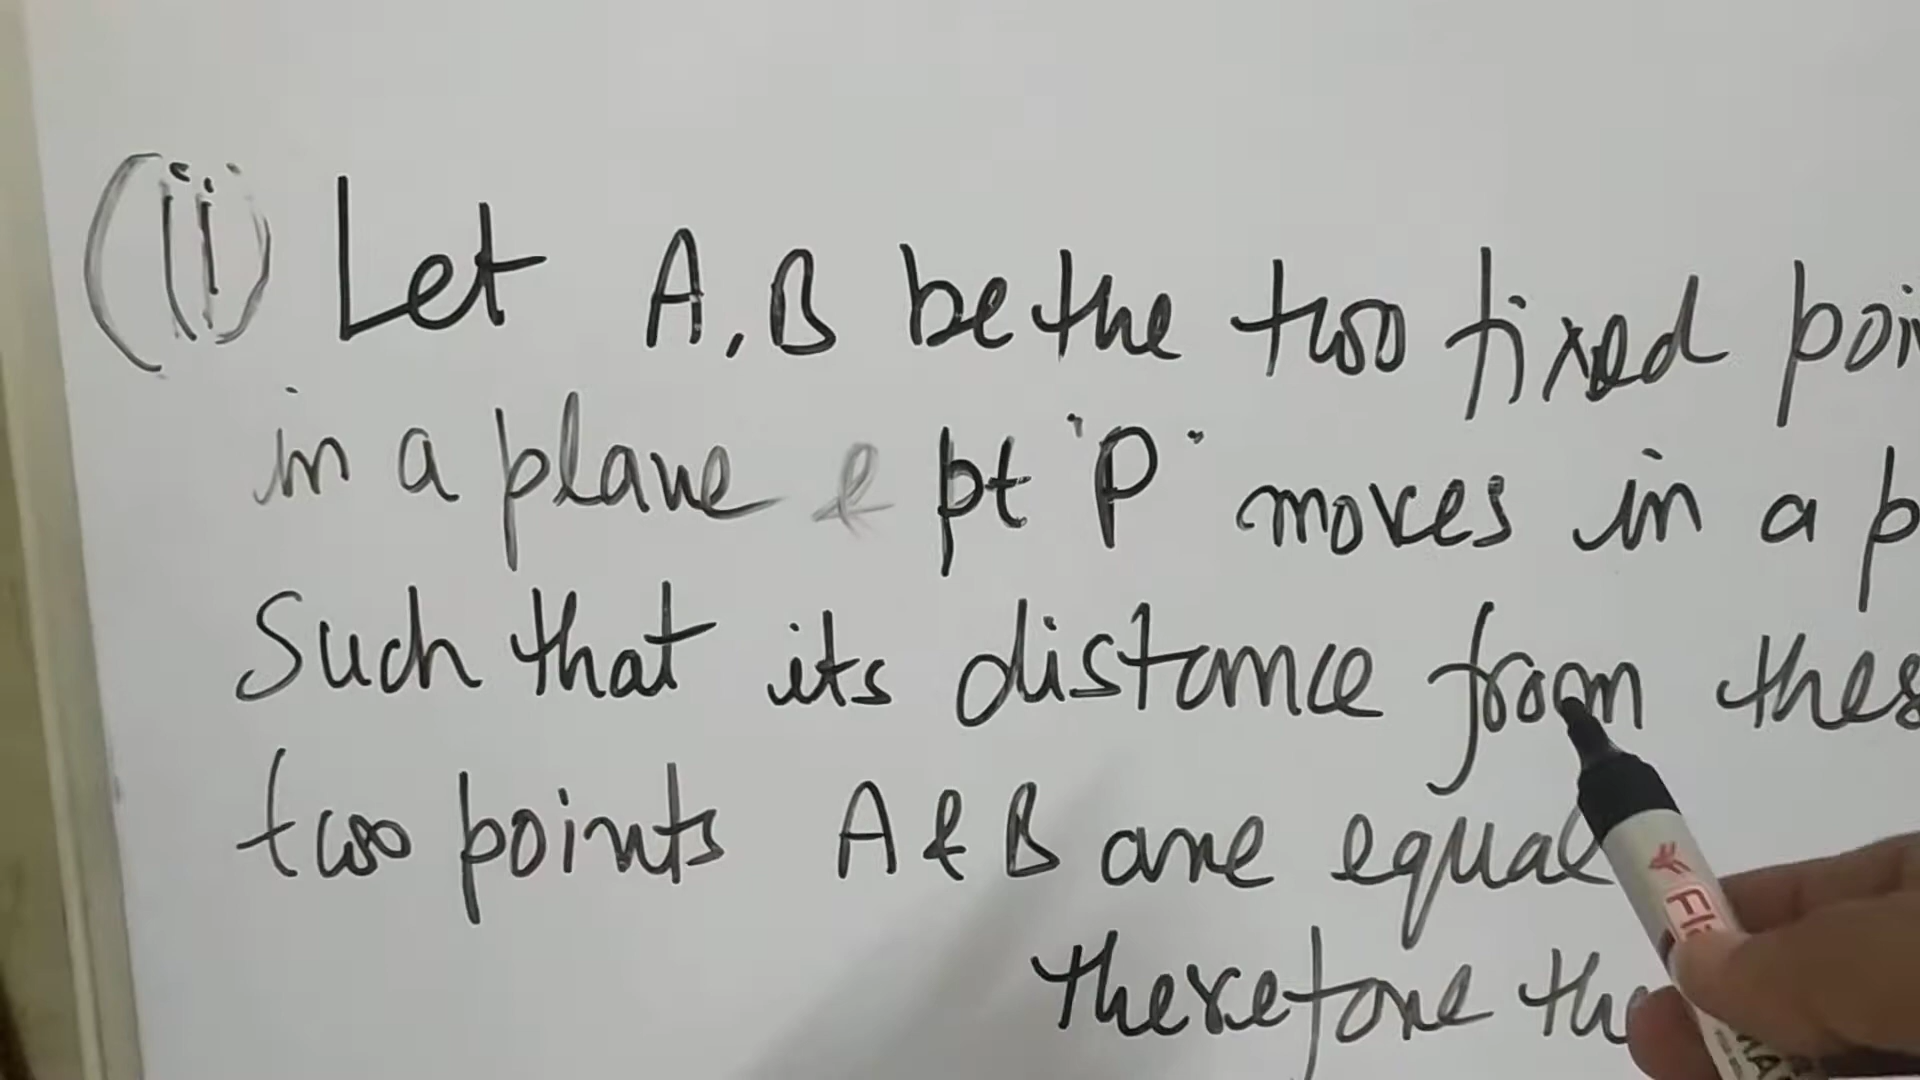 (ii) Let A, B be the two fixed poi
in a plane & pt "P" moves in a p
Such that its distance from thes
two points A & B are equal
therefore the